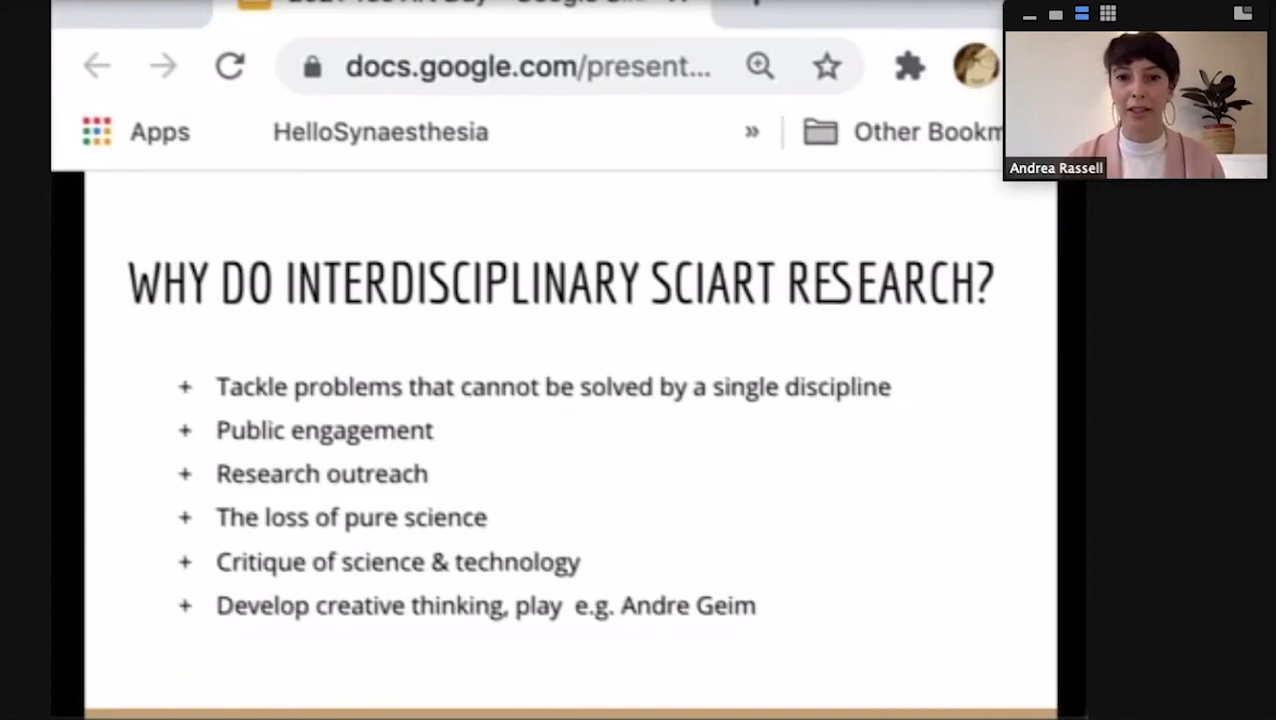 docs.google.com/present...
Apps
HelloSynaesthesia
»
Other Bookm
Andrea Rassell
WHY DO INTERDISCIPLINARY SCIART RESEARCH?
+ Tackle problems that cannot be solved by a single discipline
+ Public engagement
+ Research outreach
+ The loss of pure science
+ Critique of science & technology
+ Develop creative thinking, play e.g. Andre Geim